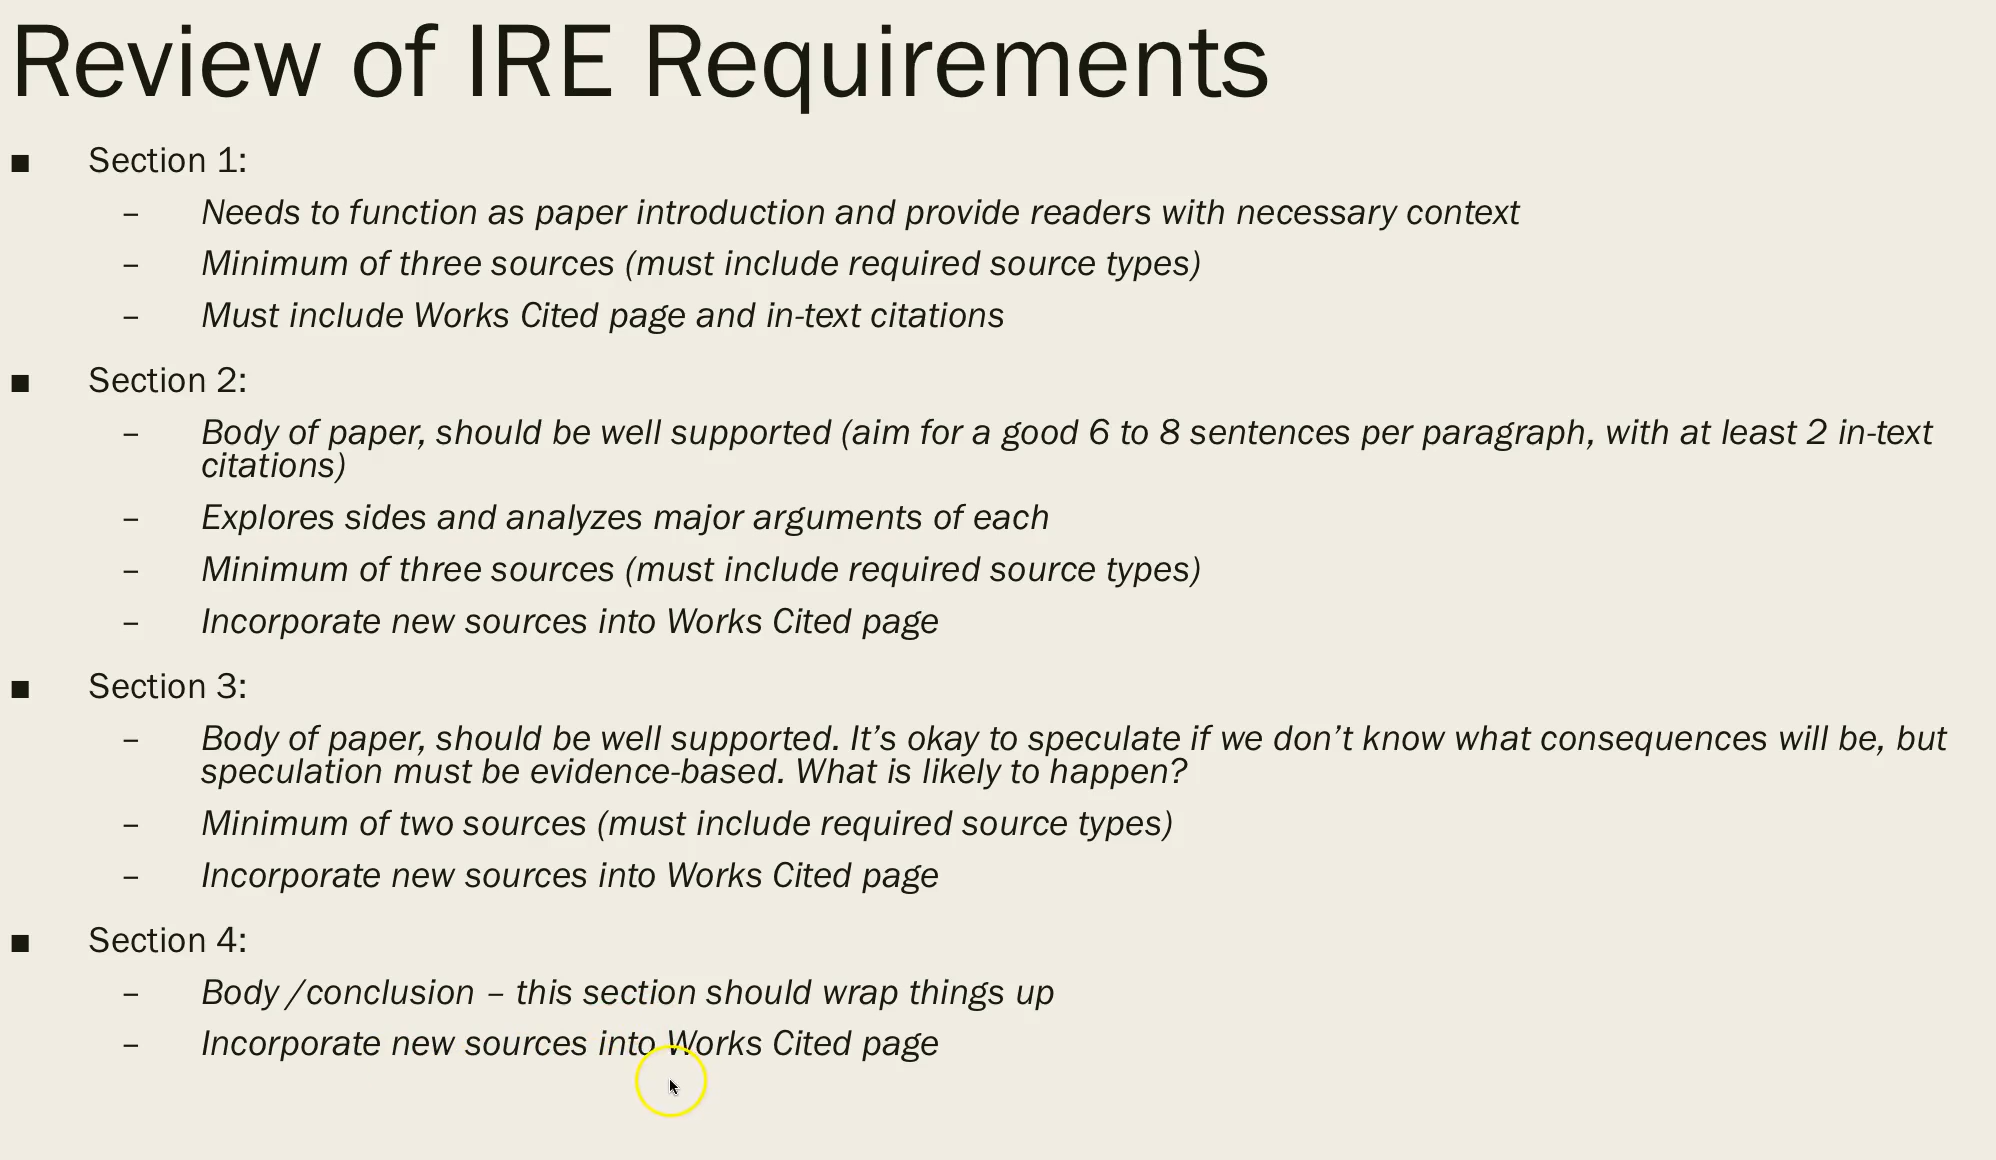 Review of IRE Requirements
■ Section 1:
– Needs to function as paper introduction and provide readers with necessary context
– Minimum of three sources (must include required source types)
– Must include Works Cited page and in-text citations
■ Section 2:
– Body of paper, should be well supported (aim for a good 6 to 8 sentences per paragraph, with at least 2 in-text
citations)
– Explores sides and analyzes major arguments of each
– Minimum of three sources (must include required source types)
– Incorporate new sources into Works Cited page
■ Section 3:
– Body of paper, should be well supported. It’s okay to speculate if we don’t know what consequences will be, but
speculation must be evidence-based. What is likely to happen?
– Minimum of two sources (must include required source types)
– Incorporate new sources into Works Cited page
■ Section 4:
– Body /conclusion – this section should wrap things up
– Incorporate new sources into Works Cited page